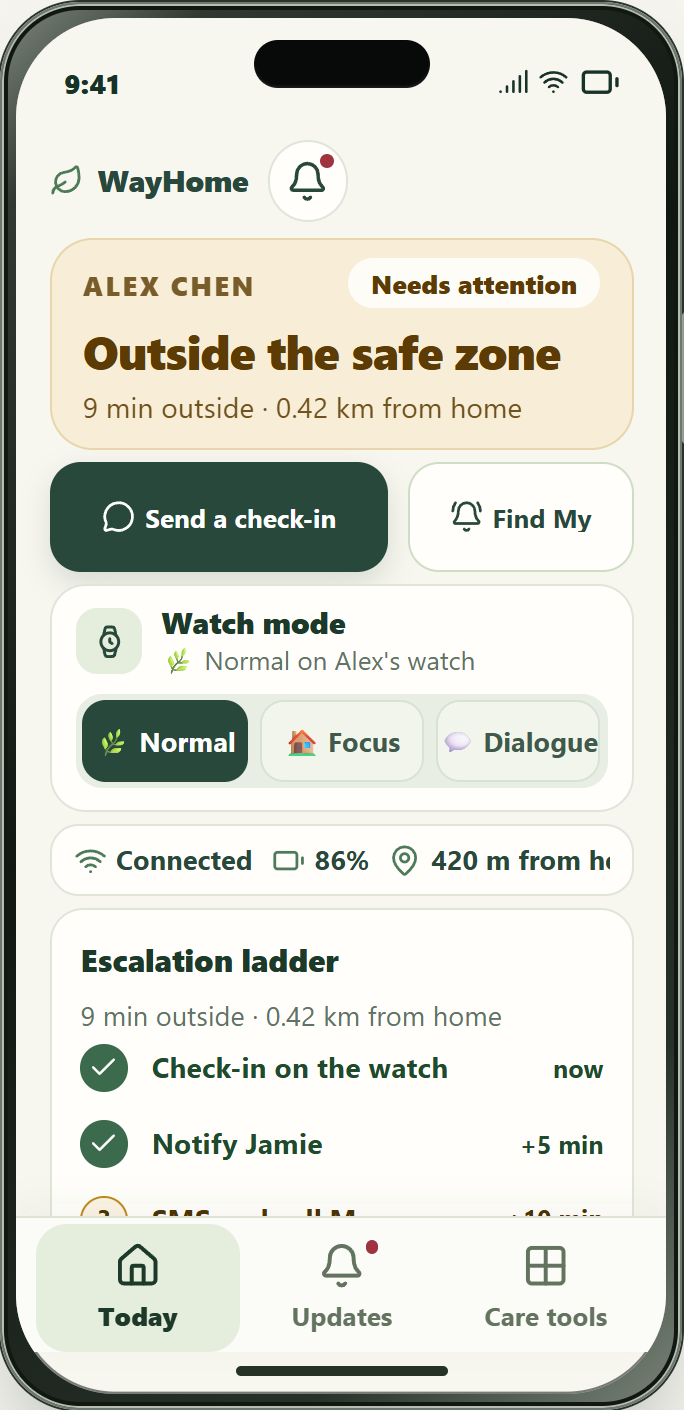 9:41
WayHome
ALEX CHEN
Needs attention
Outside the safe zone
9 min outside · 0.42 km from home
Send a check-in
Find My
Watch mode
🌿 Normal on Alex's watch
🌿 Normal
🏠 Focus
💬 Dialogue
Connected
86%
420 m from
Escalation ladder
9 min outside · 0.42 km from home
Check-in on the watch
now
Notify Jamie
+5 min
Today
Updates
Care tools